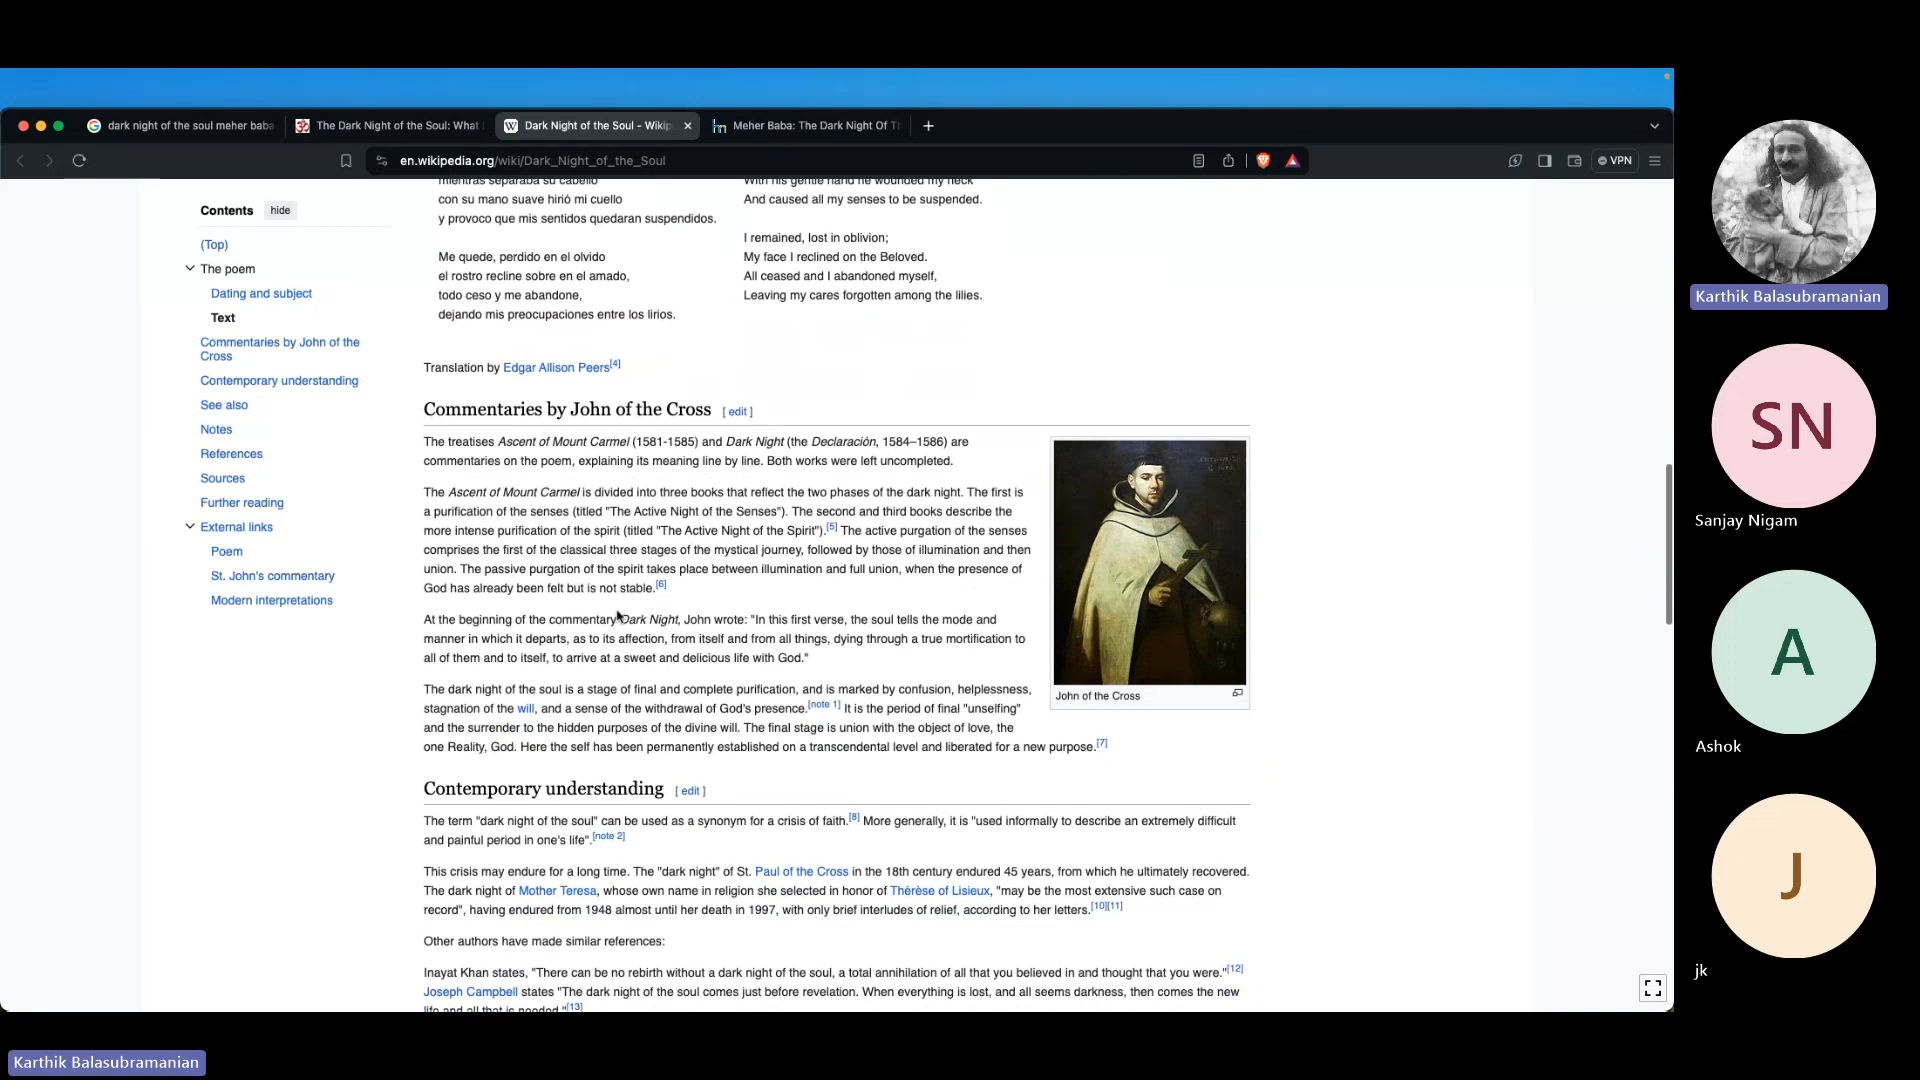 dark night of the soul meher baba
The Dark Night of the Soul: What
Dark Night of the Soul - Wikip
Meher Baba: The Dark Night Of Th
en.wikipedia.org/wiki/Dark_Night_of_the_Soul
VPN
Contents hide
(Top)
The poem
Dating and subject
Text
Commentaries by John of the
Cross
Contemporary understanding
See also
Notes
References
Sources
Further reading
External links
Poem
St. John's commentary
Modern interpretations
mientras separaba su cabello
con su mano suave hirió mi cuello
y provoco que mis sentidos quedaran suspendidos.
Me quede, perdido en el olvido
el rostro recline sobre en el amado,
todo ceso y me abandone,
dejando mis preocupaciones entre los lirios.
With his gentle hand he wounded my neck
And caused all my senses to be suspended.
I remained, lost in oblivion;
My face I reclined on the Beloved.
All ceased and I abandoned myself,
Leaving my cares forgotten among the lilies.
Translation by Edgar Allison Peers[4]
Commentaries by John of the Cross [ edit ]
The treatises Ascent of Mount Carmel (1581-1585) and Dark Night (the Declaración, 1584–1586) are
commentaries on the poem, explaining its meaning line by line. Both works were left uncompleted.
The Ascent of Mount Carmel is divided into three books that reflect the two phases of the dark night. The first is
a purification of the senses (titled "The Active Night of the Senses"). The second and third books describe the
more intense purification of the spirit (titled "The Active Night of the Spirit").[5] The active purgation of the senses
comprises the first of the classical three stages of the mystical journey, followed by those of illumination and then
union. The passive purgation of the spirit takes place between illumination and full union, when the presence of
God has already been felt but is not stable.[6]
At the beginning of the commentary Dark Night, John wrote: "In this first verse, the soul tells the mode and
manner in which it departs, as to its affection, from itself and from all things, dying through a true mortification to
all of them and to itself, to arrive at a sweet and delicious life with God."
The dark night of the soul is a stage of final and complete purification, and is marked by confusion, helplessness,
stagnation of the will, and a sense of the withdrawal of God's presence.[note 1] It is the period of final "unselfing"
and the surrender to the hidden purposes of the divine will. The final stage is union with the object of love, the
one Reality, God. Here the self has been permanently established on a transcendental level and liberated for a new purpose.[7]
John of the Cross
Contemporary understanding [ edit ]
The term "dark night of the soul" can be used as a synonym for a crisis of faith.[8] More generally, it is "used informally to describe an extremely difficult
and painful period in one's life".[note 2]
This crisis may endure for a long time. The "dark night" of St. Paul of the Cross in the 18th century endured 45 years, from which he ultimately recovered.
The dark night of Mother Teresa, whose own name in religion she selected in honor of Thérèse of Lisieux, "may be the most extensive such case on
record", having endured from 1948 almost until her death in 1997, with only brief interludes of relief, according to her letters.[10][11]
Other authors have made similar references:
Inayat Khan states, "There can be no rebirth without a dark night of the soul, a total annihilation of all that you believed in and thought that you were."[12]
Joseph Campbell states "The dark night of the soul comes just before revelation. When everything is lost, and all seems darkness, then comes the new
life and all that is needed."[13]
Karthik Balasubramanian
SN
Sanjay Nigam
A
Ashok
J
jk
Karthik Balasubramanian